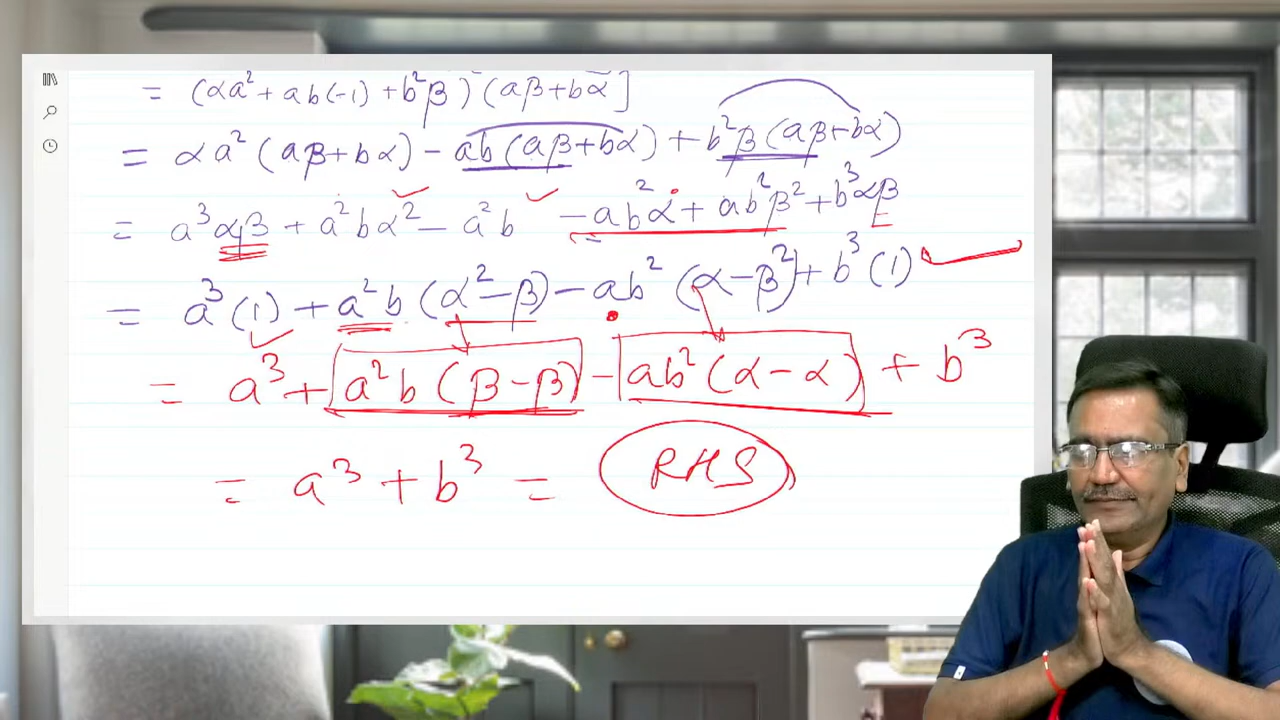 = (αa² + ab(-1) + b²β) (aβ + bα]
= αa² (aβ + bα) - ab (aβ + bα) + b²β (aβ + bα)
= a³αβ + a²bα² - a²b - ab²α + ab²β² + b³αβ
= a³(1) + a²b (α² - β) - ab² (α - β²) + b³(1)
= a³ + a²b (β - β) - ab² (α - α) + b³
= a³ + b³ = RHS